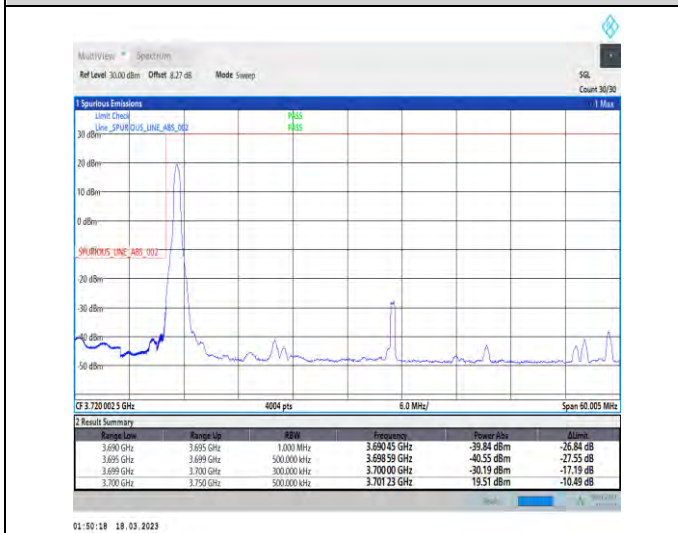 MultiView Spectrum
Ref Level 30.00 dBm Offset 8.27 dB Mode Sweep SGL
Count 30/30
1 Spurious Emissions 1 Max
Limit Check PASS
Line _SPURIOUS_LINE_ABS_002 PASS
30 dBm
20 dBm
10 dBm
0 dBm
_SPURIOUS_LINE_ABS_002
-20 dBm
-30 dBm
-40 dBm
-50 dBm
CF 3.720 002 5 GHz 4004 pts 6.0 MHz/ Span 60.005 MHz
2 Result Summary
Range Low Range Up RBW Frequency Power Abs ΔLimit
3.690 GHz 3.695 GHz 1.000 MHz 3.690 45 GHz -39.84 dBm -26.84 dB
3.695 GHz 3.699 GHz 500.000 kHz 3.698 59 GHz -40.55 dBm -27.55 dB
3.699 GHz 3.700 GHz 300.000 kHz 3.700 00 GHz -30.19 dBm -17.19 dB
3.700 GHz 3.750 GHz 500.000 kHz 3.701 23 GHz 19.51 dBm -10.49 dB
01:50:18 18.03.2023